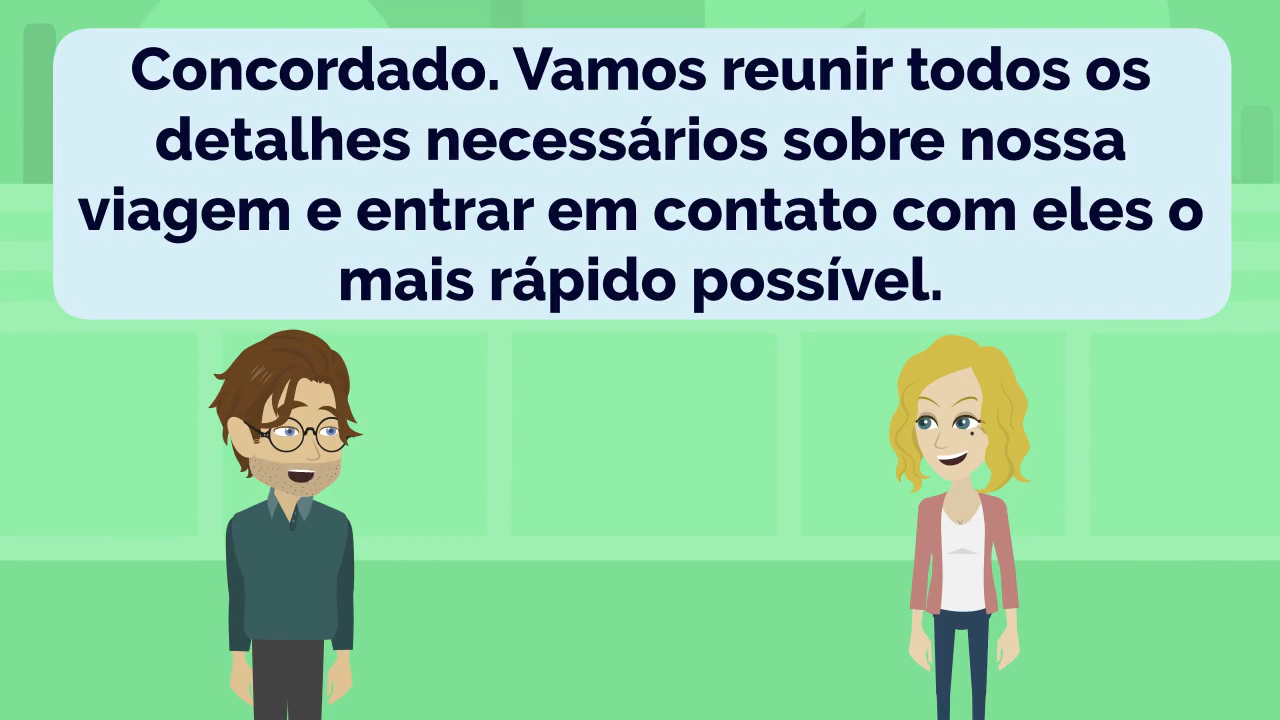 Concordado. Vamos reunir todos os
detalhes necessários sobre nossa
viagem e entrar em contato com eles o
mais rápido possível.